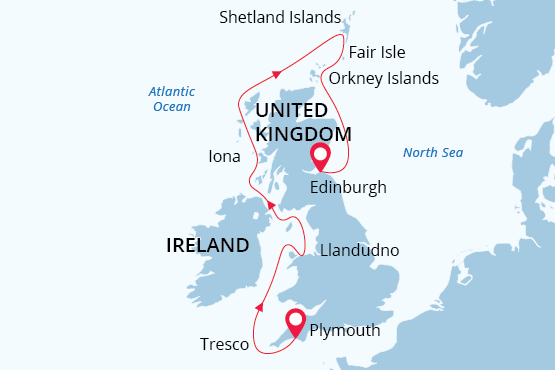 Shetland Islands
Fair Isle
Orkney Islands
Atlantic
Ocean
UNITED
KINGDOM
North Sea
Iona
Edinburgh
IRELAND
Llandudno
Plymouth
Tresco